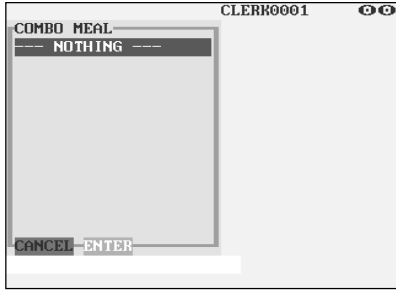 CLERK0001
COMBO MEAL
--- NOTHING ---
CANCEL ENTER